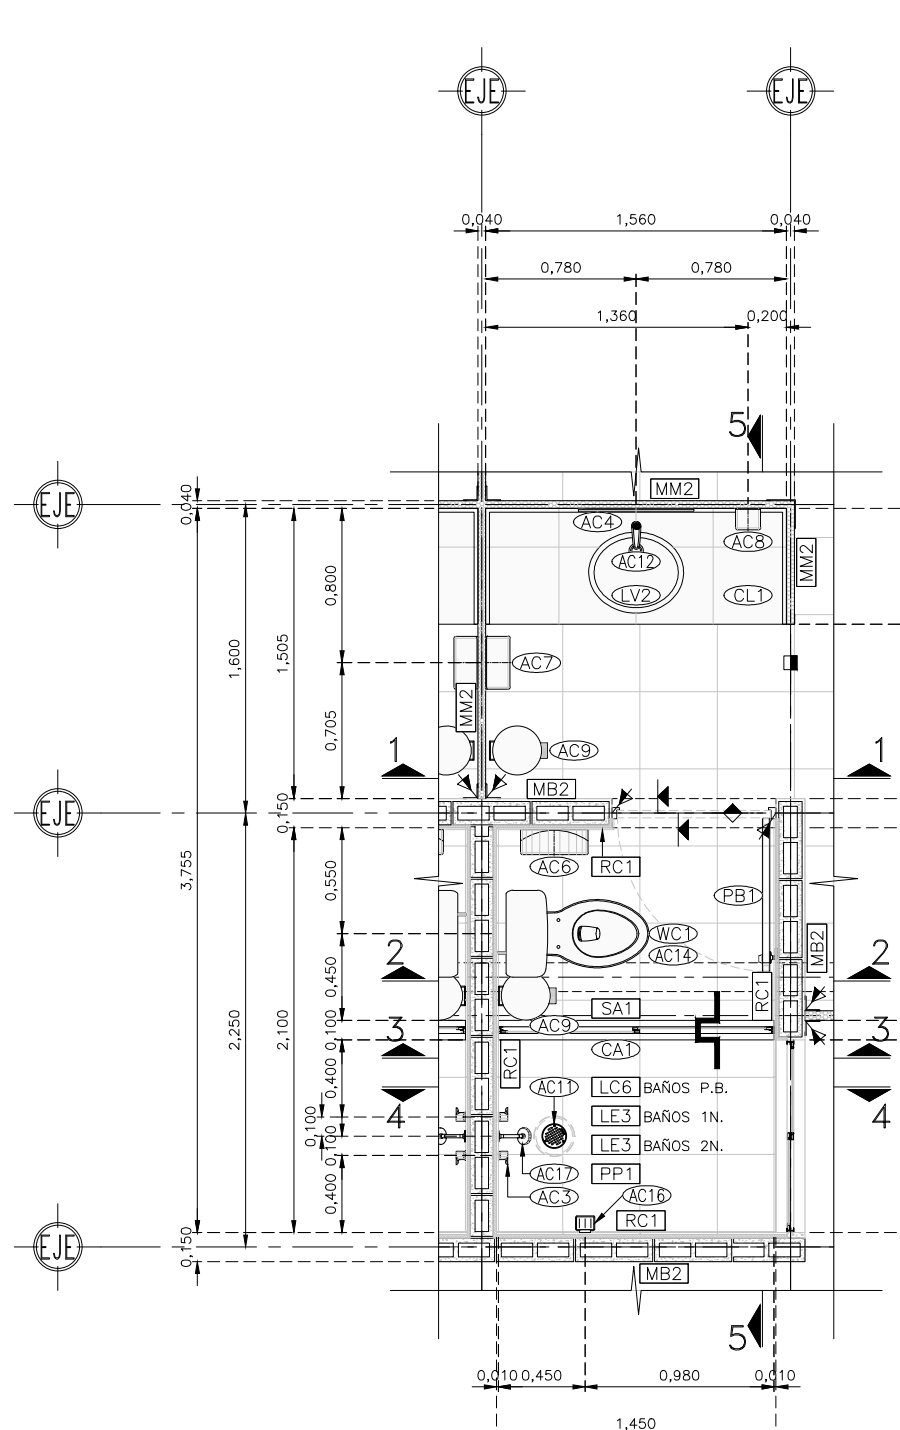 EJE EJE
0,040 1,560 0,040
0,780 0,780
1,360 0,200
5
MM2
EJE
0,040
AC4
AC8
AC12
MM2
LV2 CL1
0,800
1,600
1,505
AC7
MM2
0,705
AC9
1 1
MB2
EJE
0,150
3,755
AC6 RC1
0,550
PB1
WC1
AC14
MB2
2 2
0,450
RC1
SA1
AC9
0,100
2,250
2,100
3 3
CA1
RC1
0,400
AC11 LC6 BAÑOS P.B.
4 4
LE3 BAÑOS 1N.
0,100
0,100
LE3 BAÑOS 2N.
AC17 PP1
AC3 AC16
0,400
RC1
EJE
0,150
MB2
5
0,010 0,450 0,980 0,010
1,450